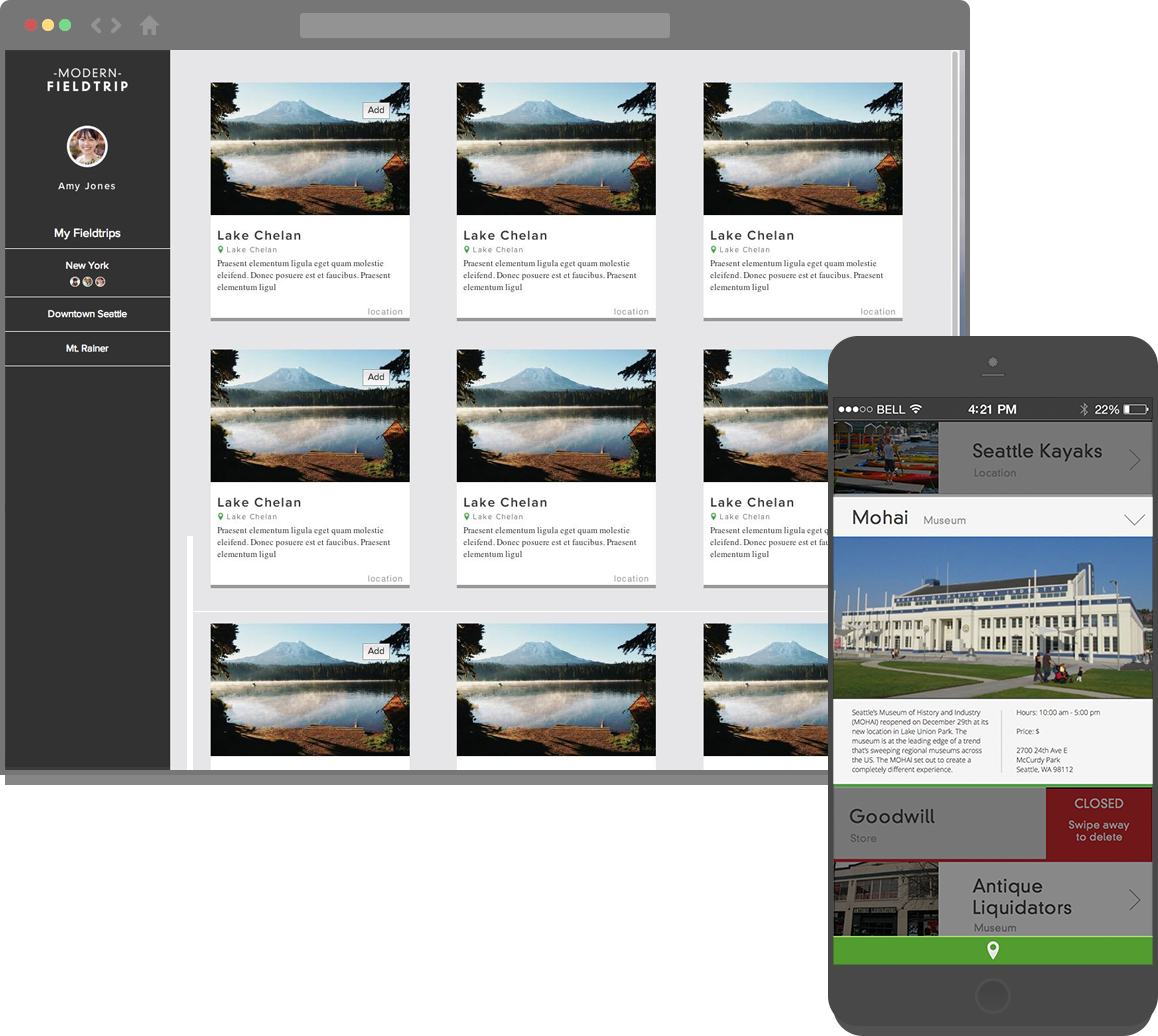 -MODERN-
FIELDTRIP
Amy Jones
My Fieldtrips
New York
Downtown Seattle
Mt. Rainer
Add
Lake Chelan
Lake Chelan
Praesent elementum ligula eget quam molestie
eleifend. Donec posuere est et faucibus. Praesent
elementum ligul
location
Lake Chelan
Lake Chelan
Praesent elementum ligula eget quam molestie
eleifend. Donec posuere est et faucibus. Praesent
elementum ligul
location
Lake Chelan
Lake Chelan
Praesent elementum ligula eget quam molestie
eleifend. Donec posuere est et faucibus. Praesent
elementum ligul
location
Add
Lake Chelan
Lake Chelan
Praesent elementum ligula eget quam molestie
eleifend. Donec posuere est et faucibus. Praesent
elementum ligul
location
Lake Chelan
Lake Chelan
Praesent elementum ligula eget quam molestie
eleifend. Donec posuere est et faucibus. Praesent
elementum ligul
location
Lake Chelan
Lake Chelan
Praesent elementum ligula eget q
eleifend. Donec posuere est et fau
elementum ligul
Add
BELL 4:21 PM 22%
Seattle Kayaks
Location
Mohai Museum
MUSEUM OF HISTORY & INDUSTRY
Seattle's Museum of History and Industry
(MOHAI) reopened on December 29th at its
new location in Lake Union Park. The
museum is at the leading edge of a trend
that's sweeping regional museums across
the US. The MOHAI set out to create a
completely different experience.
Hours: 10:00 am - 5:00 pm
Price: $
2700 24th Ave E
McCurdy Park
Seattle, WA 98112
Goodwill
Store
CLOSED
Swipe away
to delete
ANTIQUE LIQUIDATORS
Antique
Liquidators
Museum